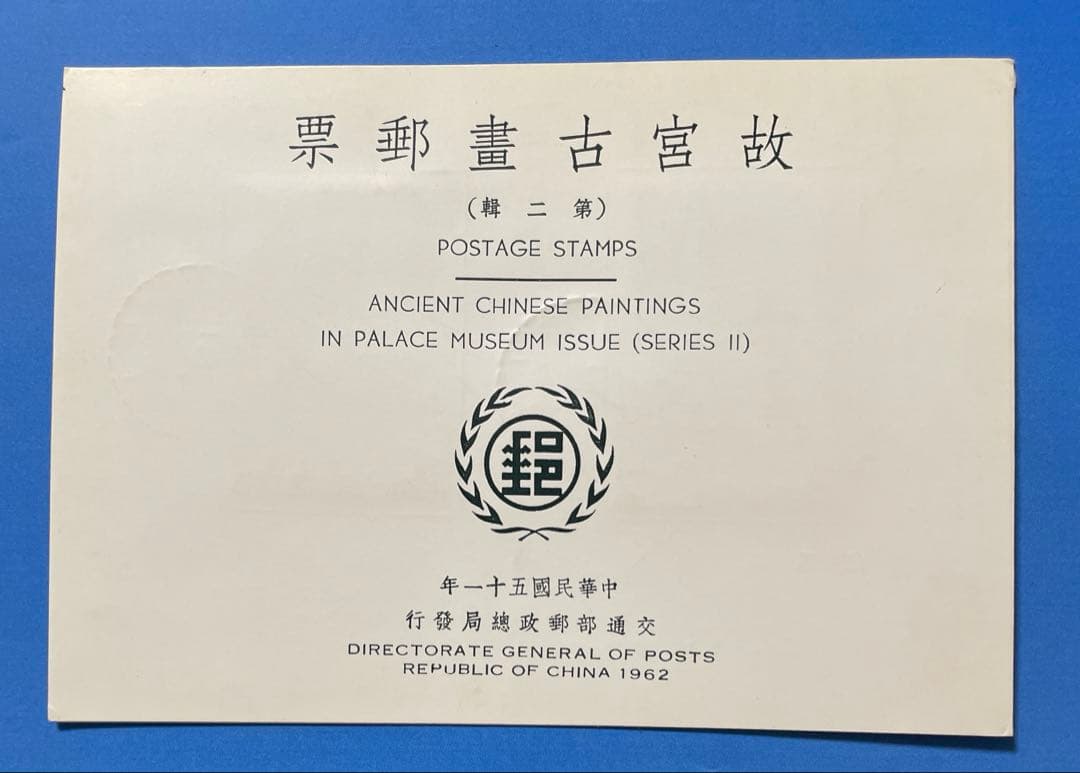 故宮古畫郵票
（第二輯）
POSTAGE STAMPS
ANCIENT CHINESE PAINTINGS
IN PALACE MUSEUM ISSUE (SERIES II)
郵
中華民國五十一年
交通部郵政總局發行
DIRECTORATE GENERAL OF POSTS
REPUBLIC OF CHINA 1962